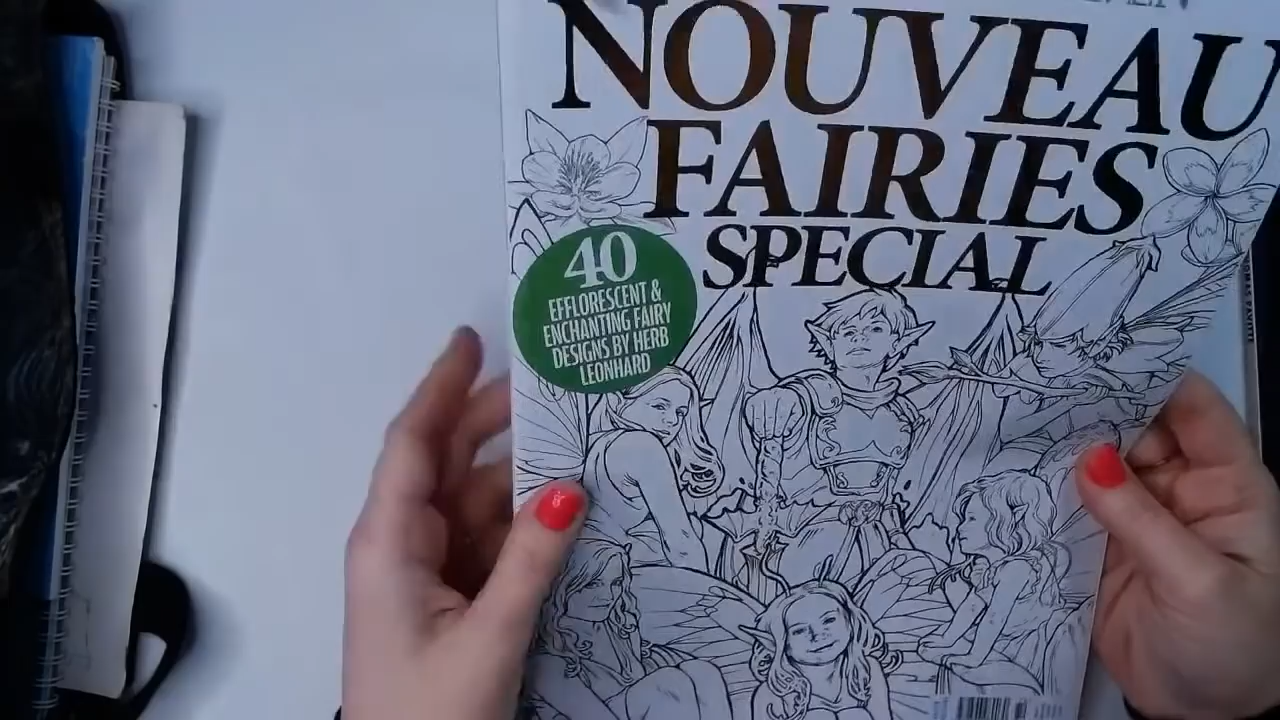 NOUVEAU
FAIRIES
SPECIAL
40
EFFLORESCENT &
ENCHANTING FAIRY
DESIGNS BY HERB
LEONHARD